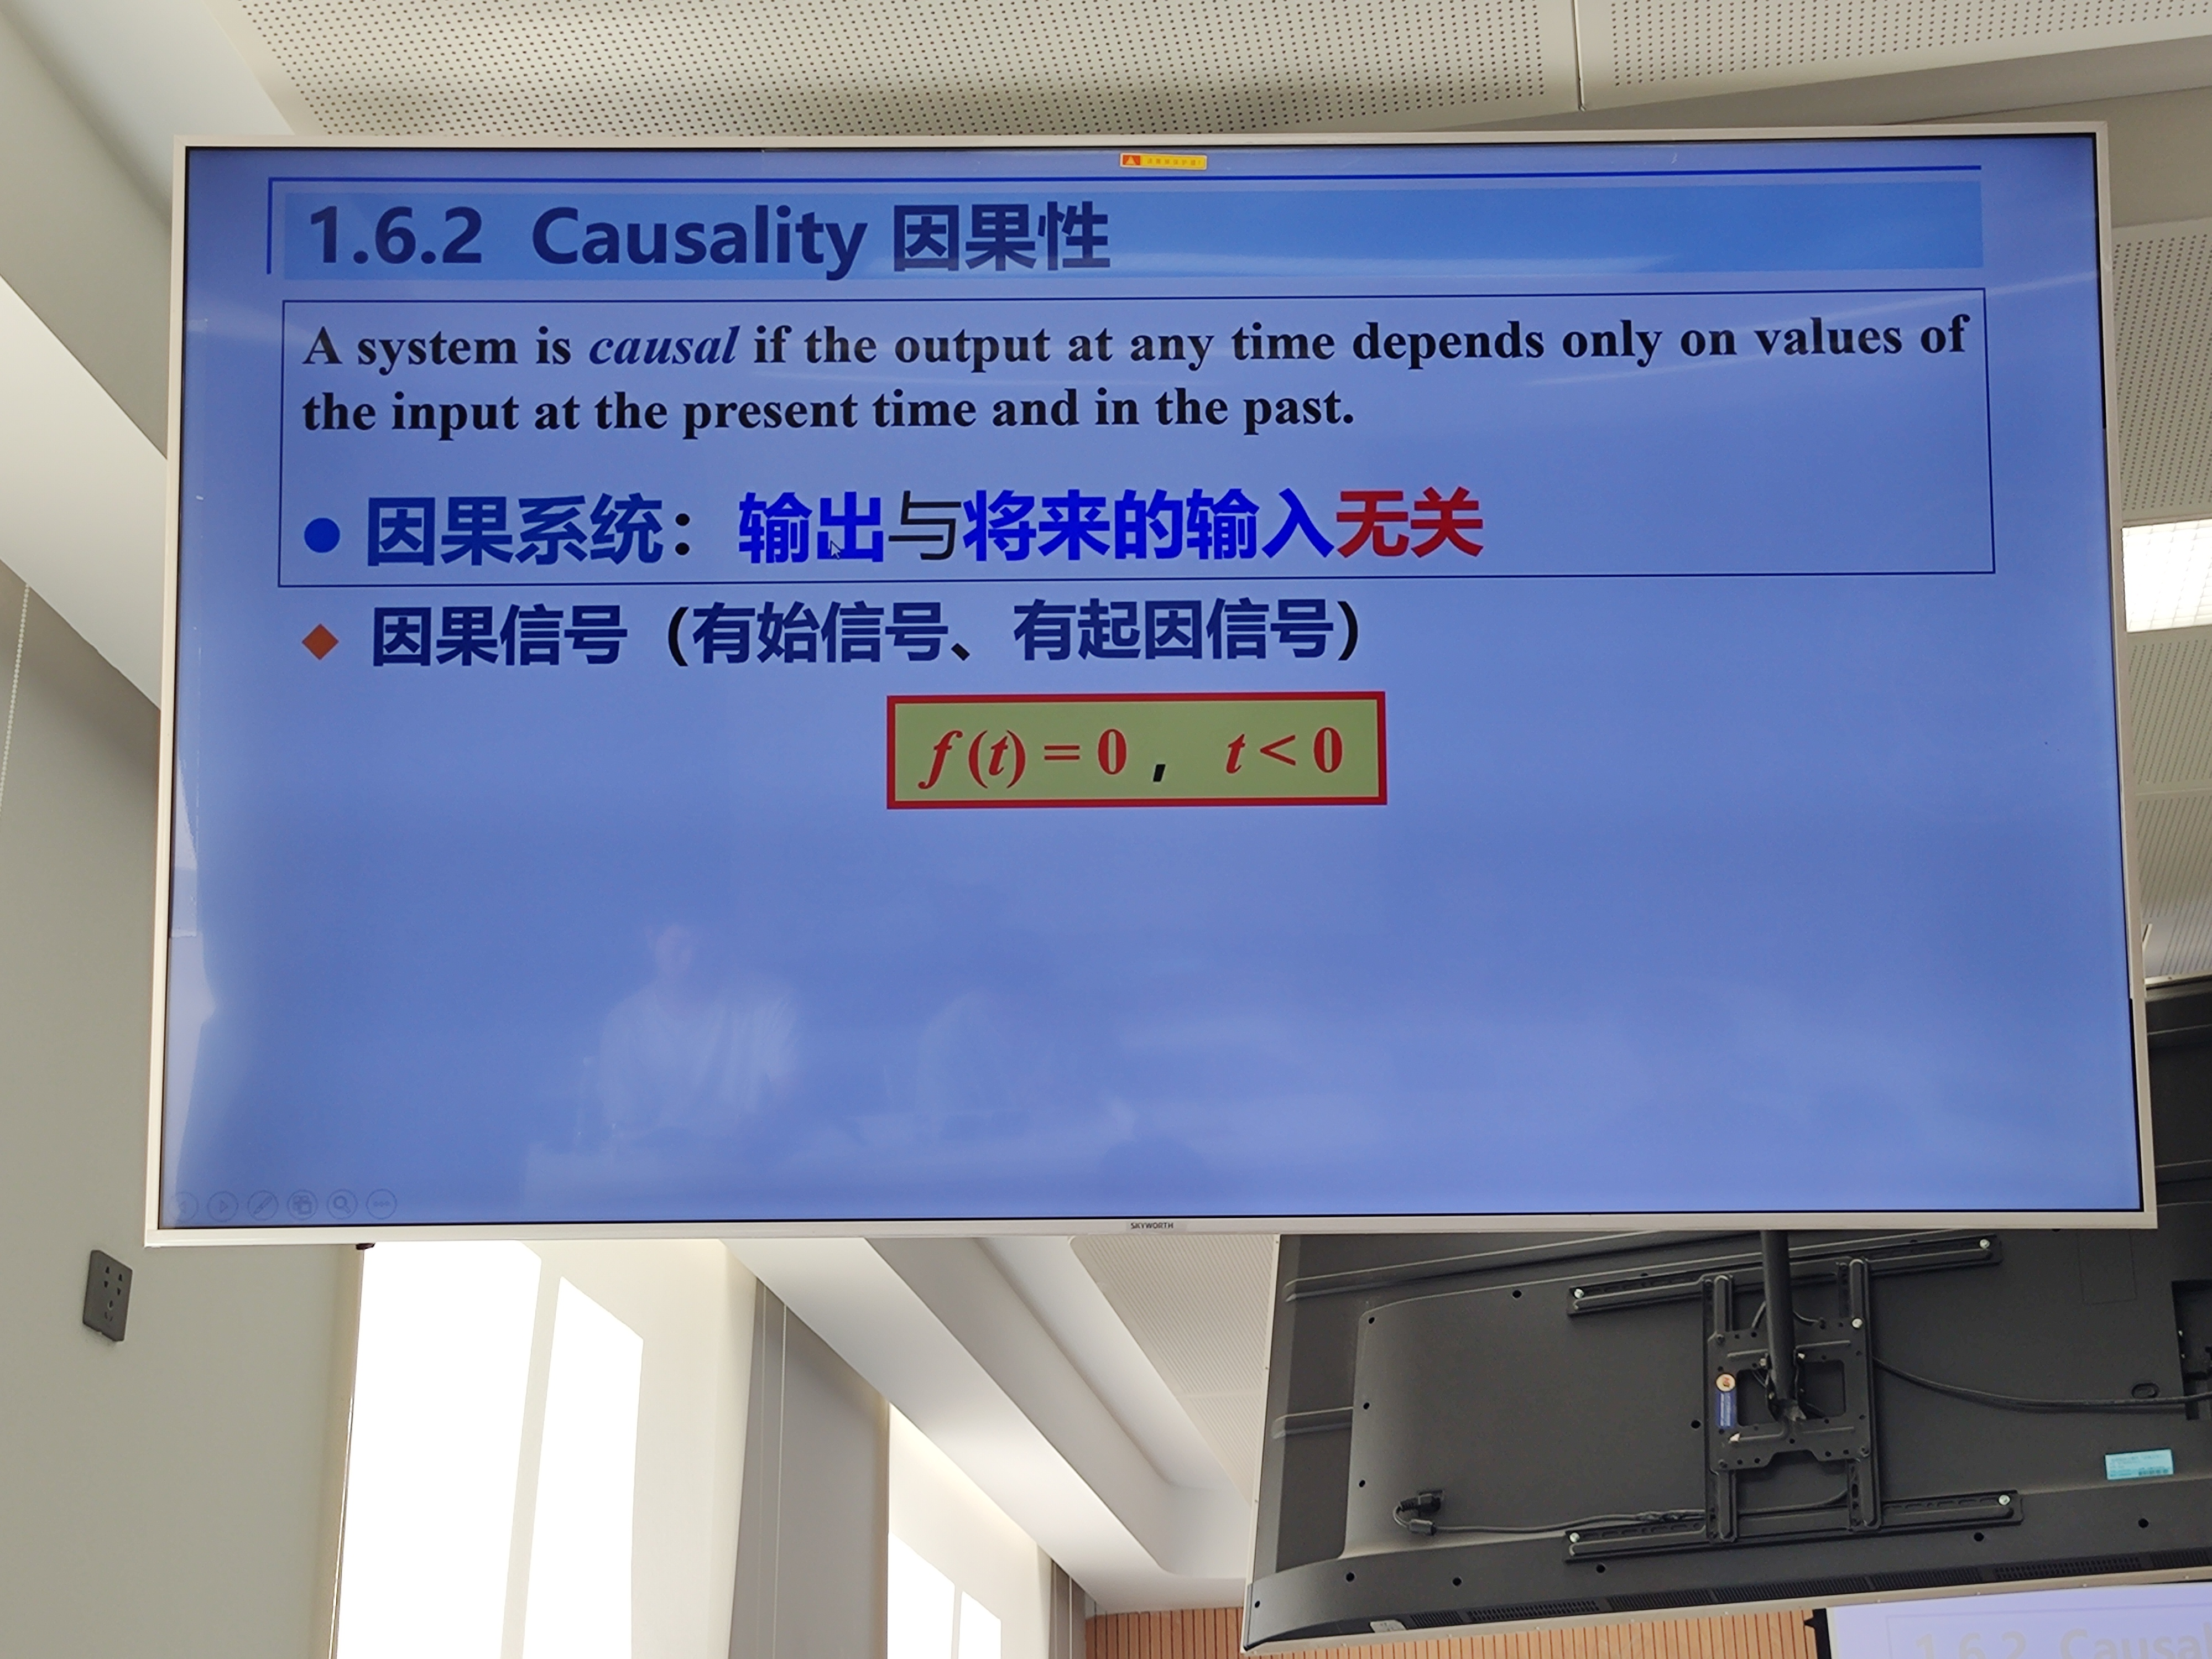 1.6.2 Causality 因果性
A system is causal if the output at any time depends only on values of
the input at the present time and in the past.
● 因果系统：输出与将来的输入无关
◆ 因果信号（有始信号、有起因信号）
f (t) = 0 ， t < 0
SKYWORTH
1.6.2 Causal